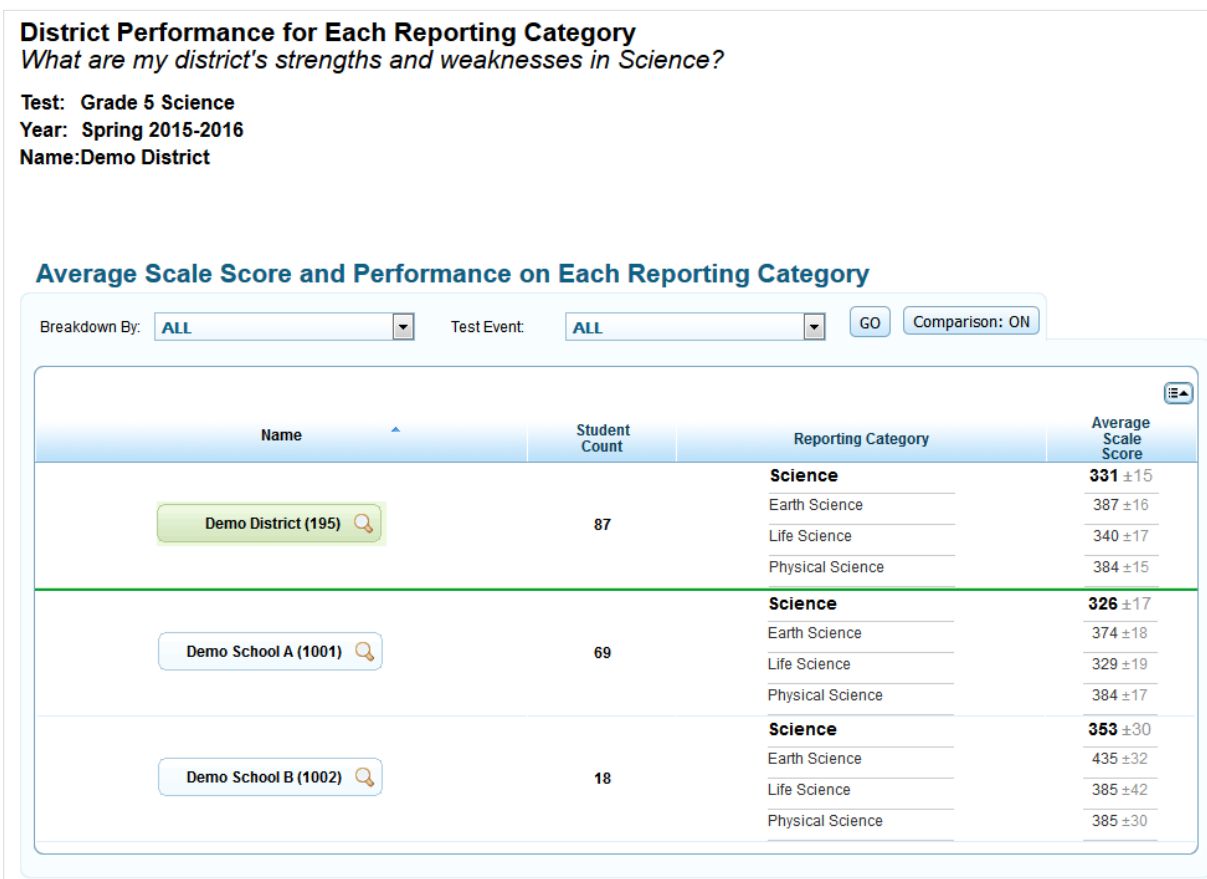 District Performance for Each Reporting Category
What are my district's strengths and weaknesses in Science?
Test: Grade 5 Science
Year: Spring 2015-2016
Name:Demo District
Average Scale Score and Performance on Each Reporting Category
Breakdown By: ALL Test Event: ALL GO Comparison: ON
Name Student Count Reporting Category Average Scale Score
Demo District (195) 87
Science 331 ±15
Earth Science 387 ±16
Life Science 340 ±17
Physical Science 384 ±15
Demo School A (1001) 69
Science 326 ±17
Earth Science 374 ±18
Life Science 329 ±19
Physical Science 384 ±17
Demo School B (1002) 18
Science 353 ±30
Earth Science 435 ±32
Life Science 385 ±42
Physical Science 385 ±30